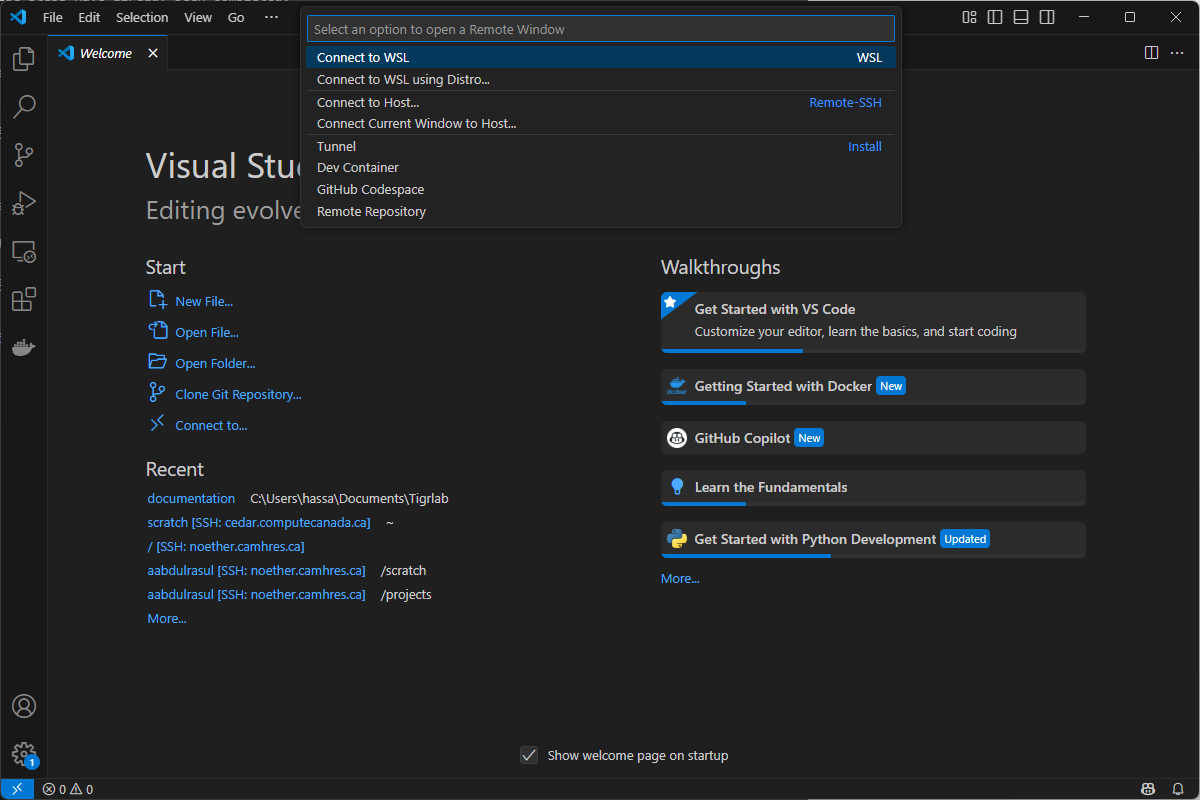 File Edit Selection View Go ···
Select an option to open a Remote Window
Connect to WSL WSL
Connect to WSL using Distro...
Connect to Host... Remote-SSH
Connect Current Window to Host...
Tunnel Install
Dev Container
GitHub Codespace
Remote Repository
Welcome
Visual Stu
Editing evolve
Start
New File...
Open File...
Open Folder...
Clone Git Repository...
Connect to...
Recent
documentation C:\Users\hassa\Documents\Tigrlab
scratch [SSH: cedar.computecanada.ca] ~
/ [SSH: noether.camhres.ca]
aabdulrasul [SSH: noether.camhres.ca] /scratch
aabdulrasul [SSH: noether.camhres.ca] /projects
More...
Walkthroughs
Get Started with VS Code
Customize your editor, learn the basics, and start coding
docker
Getting Started with Docker New
GitHub Copilot New
Learn the Fundamentals
Get Started with Python Development Updated
More...
Show welcome page on startup
1
0 0